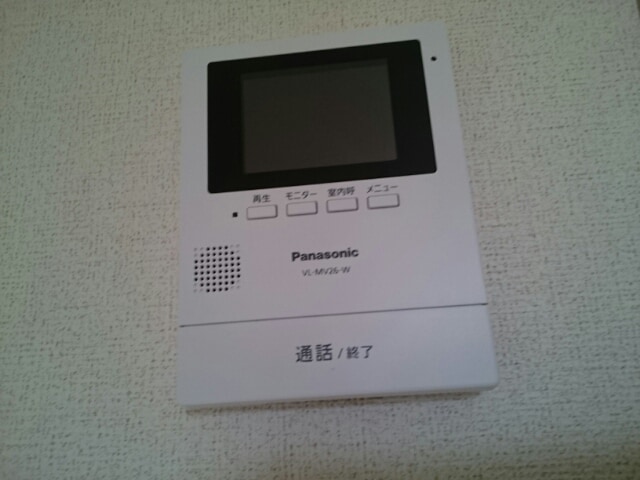 再生 モニター 室内呼 メニュー
Panasonic
VL-MV26-W
通話 / 終了